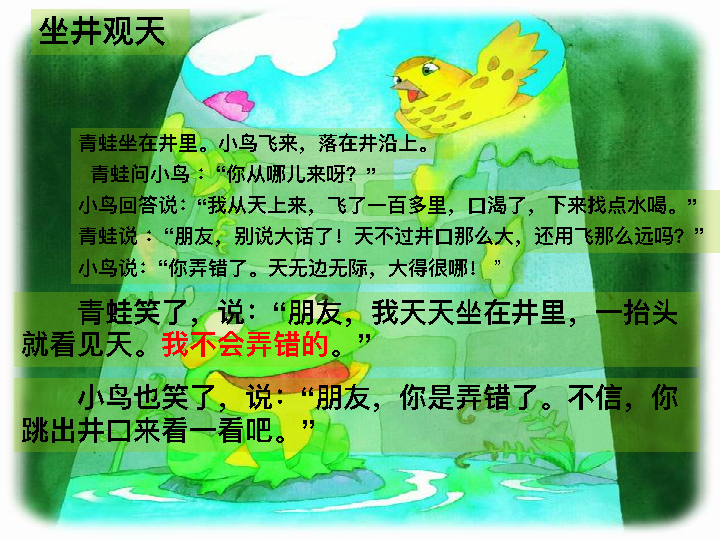 坐井观天
青蛙坐在井里。小鸟飞来，落在井沿上。
青蛙问小鸟：“你从哪儿来呀？”
小鸟回答说：“我从天上来，飞了一百多里，口渴了，下来找点水喝。”
青蛙说：“朋友，别说大话了！天不过井口那么大，还用飞那么远吗？”
小鸟说：“你弄错了。天无边无际，大得很哪！”
青蛙笑了，说：“朋友，我天天坐在井里，一抬头
就看见天。我不会弄错的。”
小鸟也笑了，说：“朋友，你是弄错了。不信，你
跳出井口来看一看吧。”